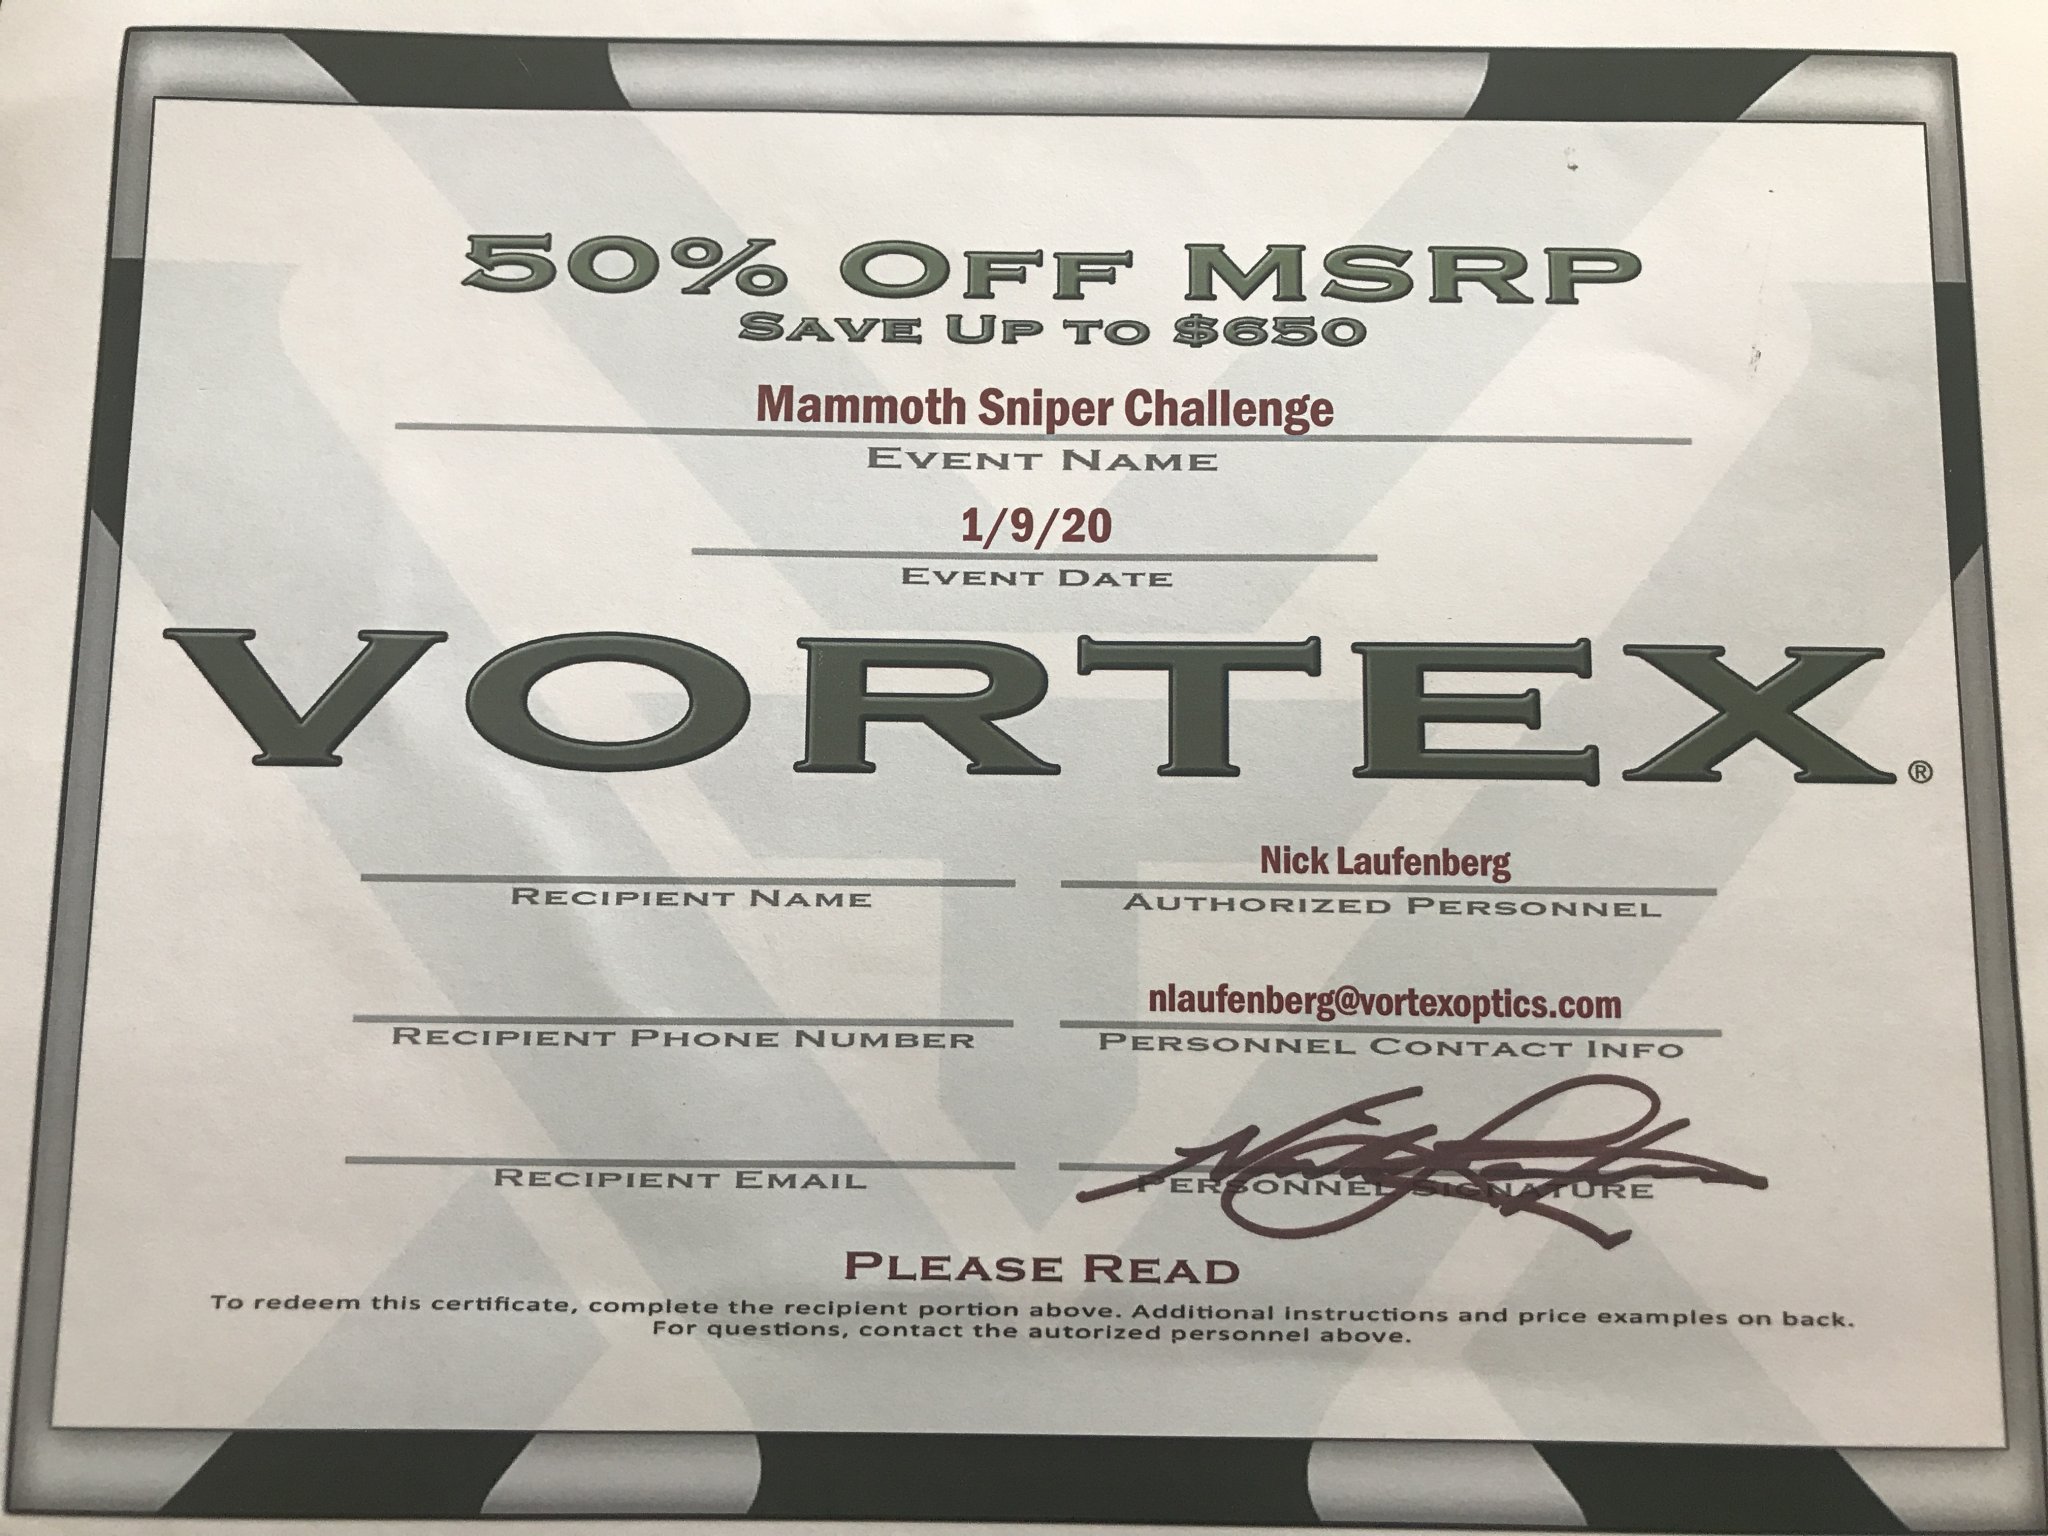 50% OFF MSRP
SAVE UP TO $650
Mammoth Sniper Challenge
EVENT NAME
1/9/20
EVENT DATE
VORTEX®
RECIPIENT NAME
Nick Laufenberg
AUTHORIZED PERSONNEL
RECIPIENT PHONE NUMBER
nlaufenberg@vortexoptics.com
PERSONNEL CONTACT INFO
RECIPIENT EMAIL
PERSONNEL SIGNATURE
PLEASE READ
To redeem this certificate, complete the recipient portion above. Additional instructions and price examples on back.
For questions, contact the autorized personnel above.